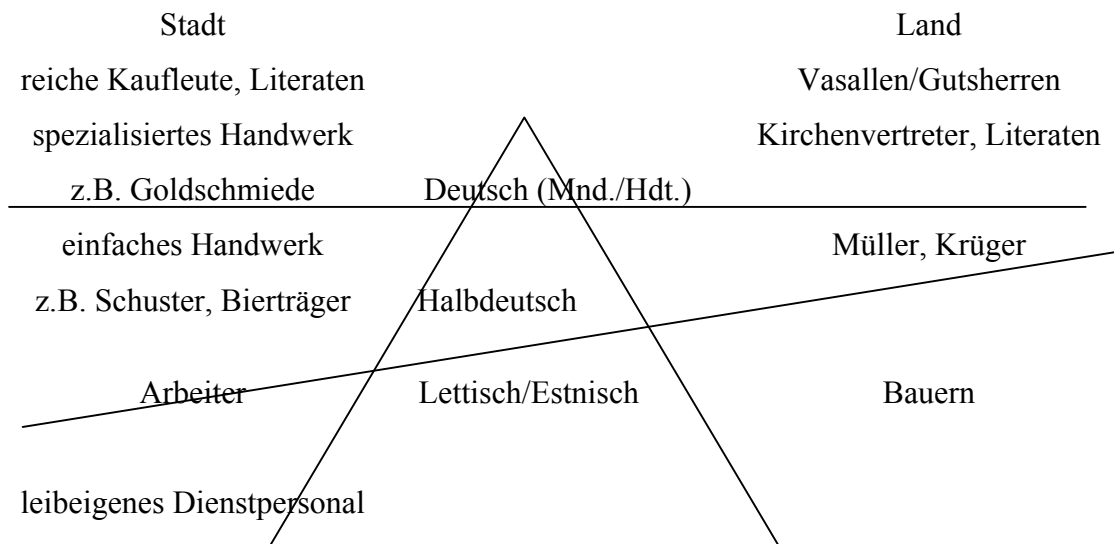 Stadt Land
reiche Kaufleute, Literaten Vasallen/Gutsherren
spezialisiertes Handwerk Kirchenvertreter, Literaten
z.B. Goldschmiede Deutsch (Mnd./Hdt.)
einfaches Handwerk Müller, Krüger
z.B. Schuster, Bierträger Halbdeutsch
Arbeiter Lettisch/Estnisch Bauern
leibeigenes Dienstpersonal